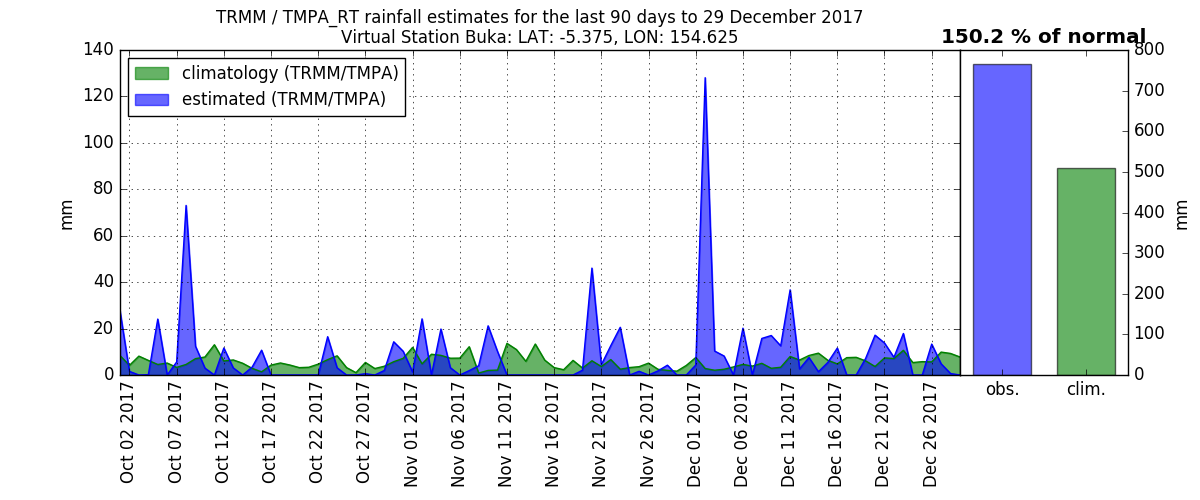 TRMM / TMPA_RT rainfall estimates for the last 90 days to 29 December 2017
Virtual Station Buka: LAT: -5.375, LON: 154.625
150.2 % of normal
climatology (TRMM/TMPA)
estimated (TRMM/TMPA)
140
120
100
80
60
40
20
0
mm
800
700
600
500
400
300
200
100
0
mm
Oct 02 2017
Oct 07 2017
Oct 12 2017
Oct 17 2017
Oct 22 2017
Oct 27 2017
Nov 01 2017
Nov 06 2017
Nov 11 2017
Nov 16 2017
Nov 21 2017
Nov 26 2017
Dec 01 2017
Dec 06 2017
Dec 11 2017
Dec 16 2017
Dec 21 2017
Dec 26 2017
obs.
clim.